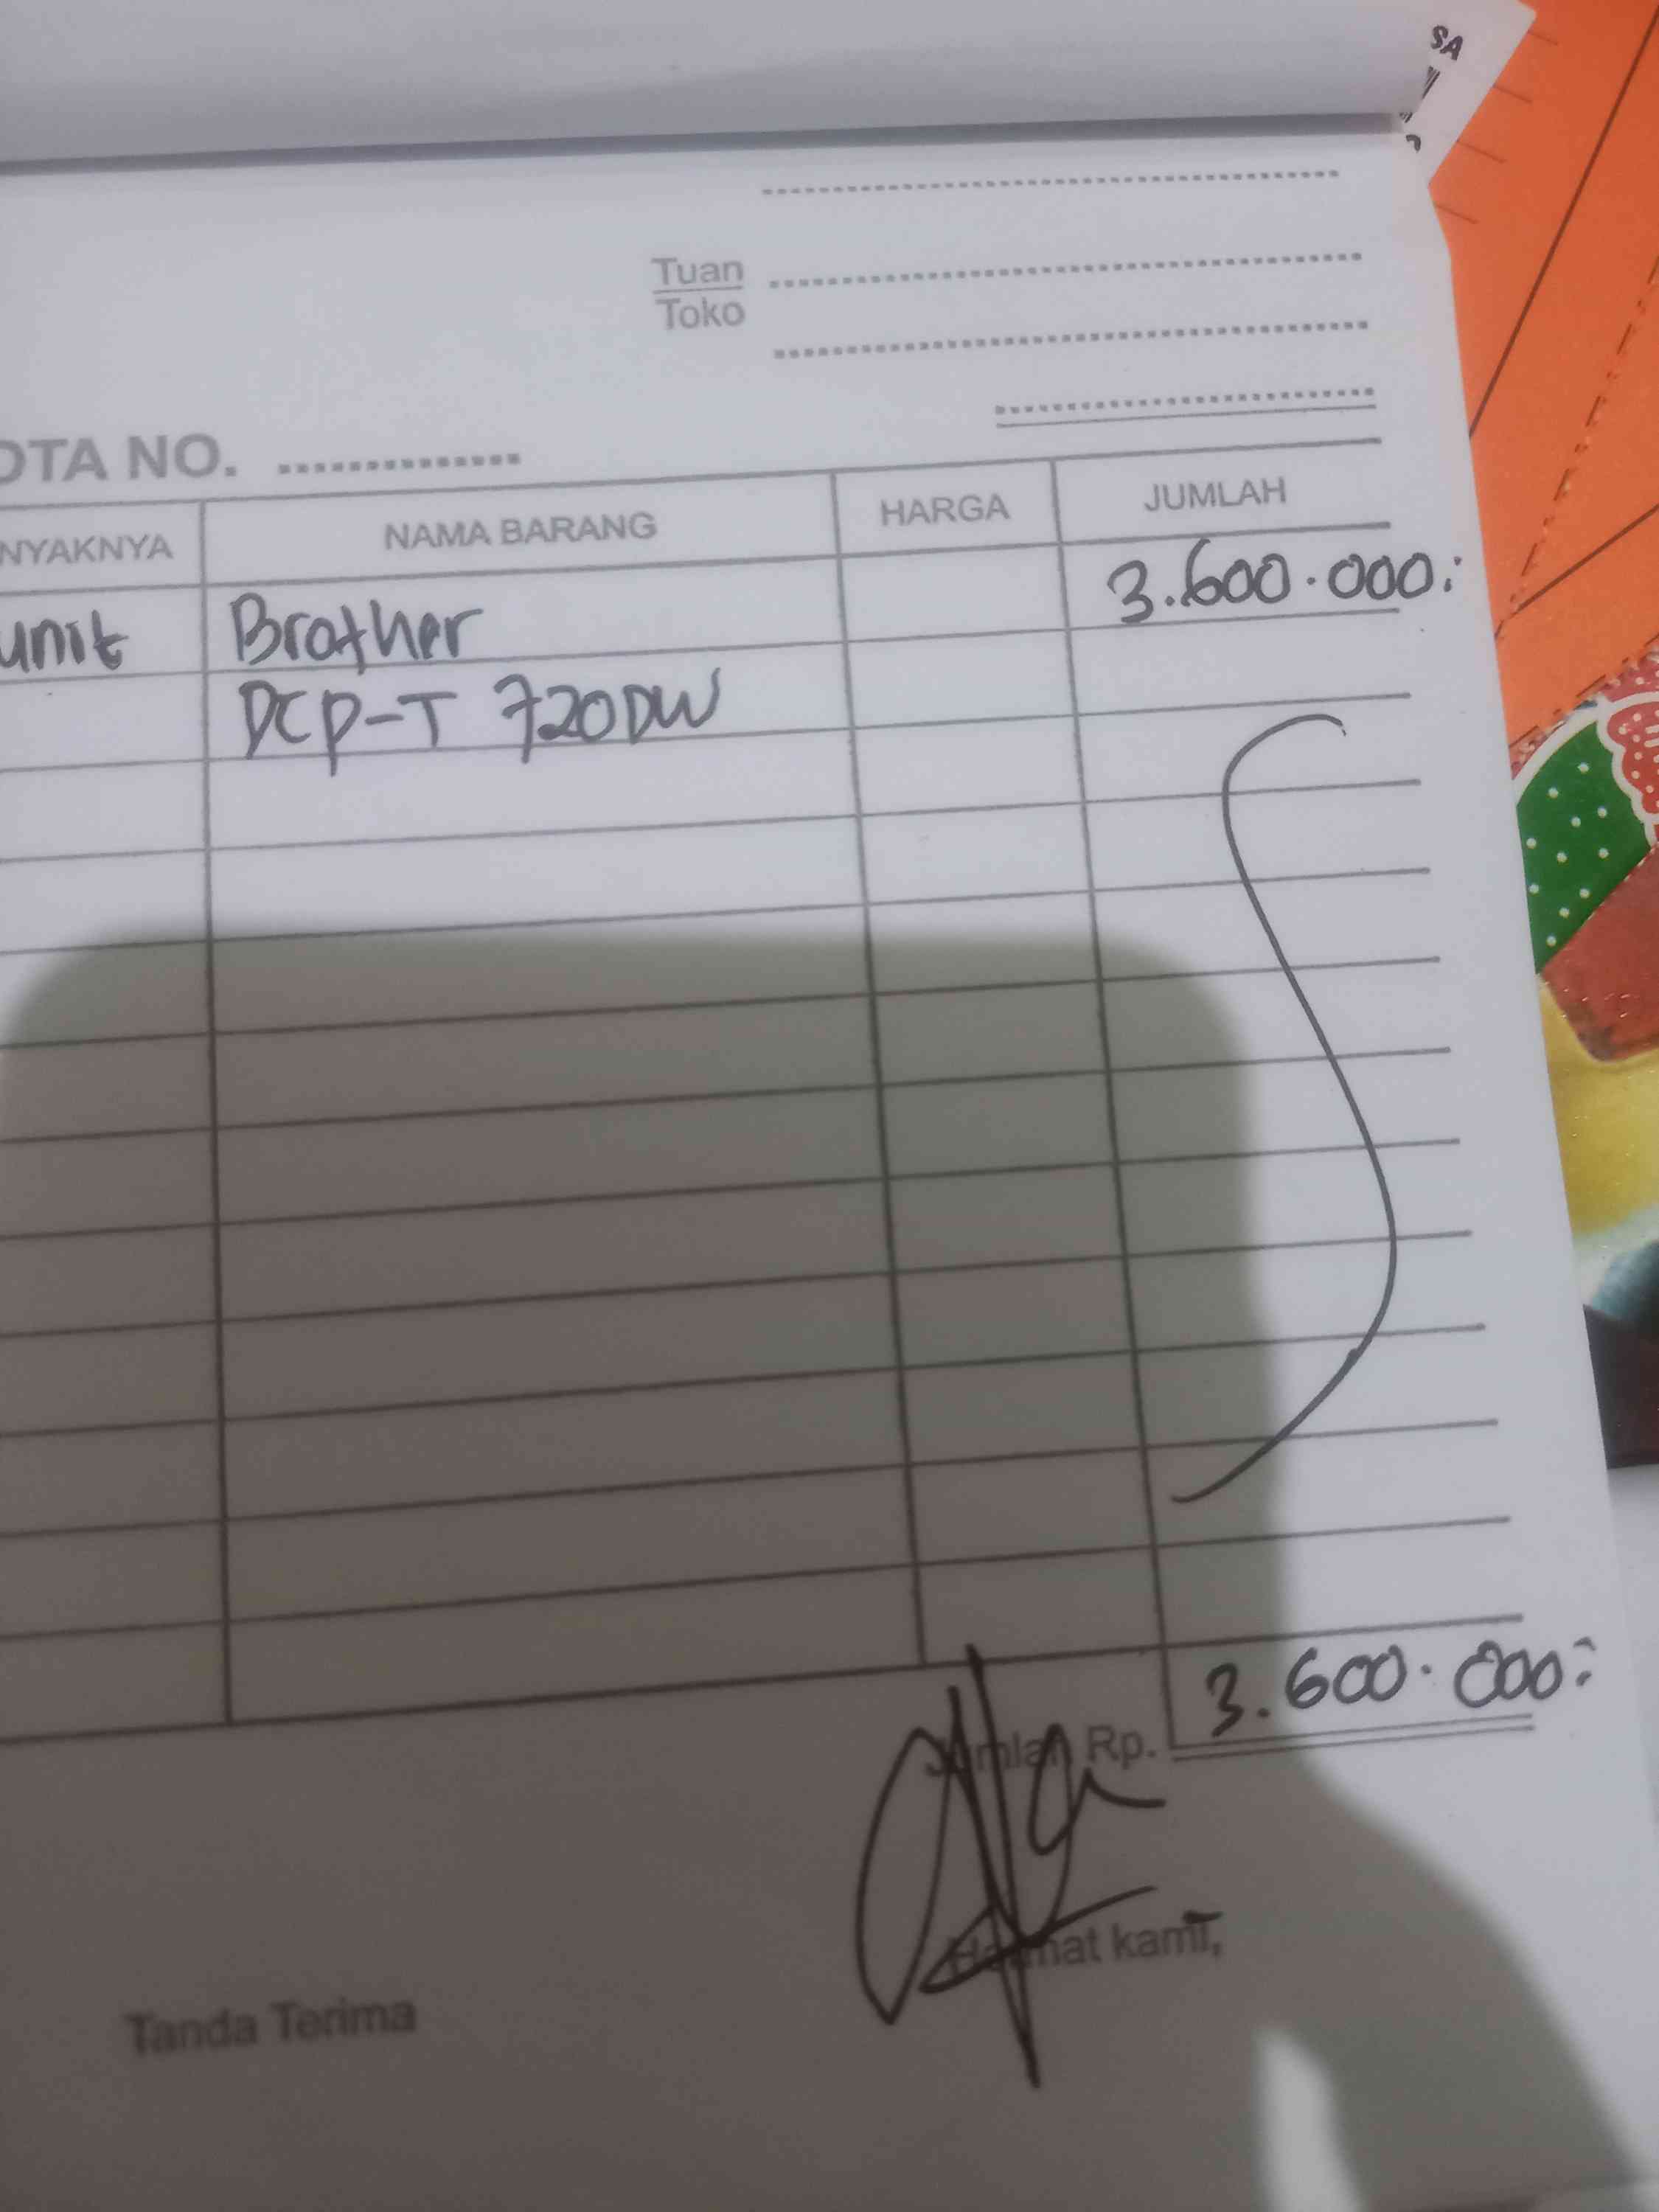 SA
Tuan
Toko
OTA NO. ..............
NYAKNYA NAMA BARANG HARGA JUMLAH
unit Brother 3.600.000:
DCP-T 720DW
Jumlah Rp. 3.600.000:
Hormat kami,
Tanda Terima